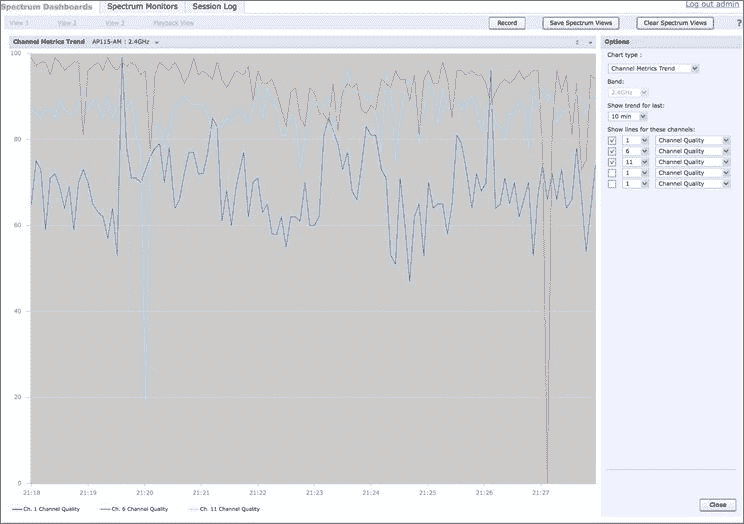 Spectrum Dashboards Spectrum Monitors Session Log Log out admin
View 1 View 2 View 3 Playback View Record Save Spectrum Views Clear Spectrum Views ?
Channel Metrics Trend AP115-AM : 2.4GHz
Options
Chart type :
Channel Metrics Trend
Band:
2.4GHz
Show trend for last:
10 min
Show lines for these channels:
1 Channel Quality
6 Channel Quality
11 Channel Quality
1 Channel Quality
1 Channel Quality
100
80
60
40
20
0
21:18 21:19 21:20 21:21 21:22 21:23 21:24 21:25 21:26 21:27
Ch. 1 Channel Quality Ch. 6 Channel Quality Ch. 11 Channel Quality
Close